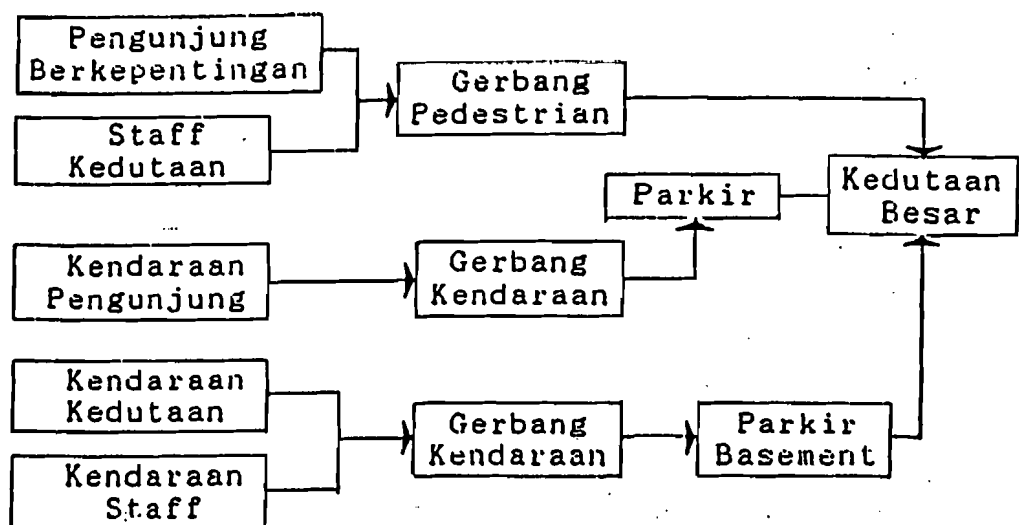 Pengunjung
Berkepentingan
Staff
Kedutaan
Gerbang
Pedestrian
Parkir
Kedutaan
Besar
Kendaraan
Pengunjung
Gerbang
Kendaraan
Kendaraan
Kedutaan
Kendaraan
Staff
Gerbang
Kendaraan
Parkir
Basement